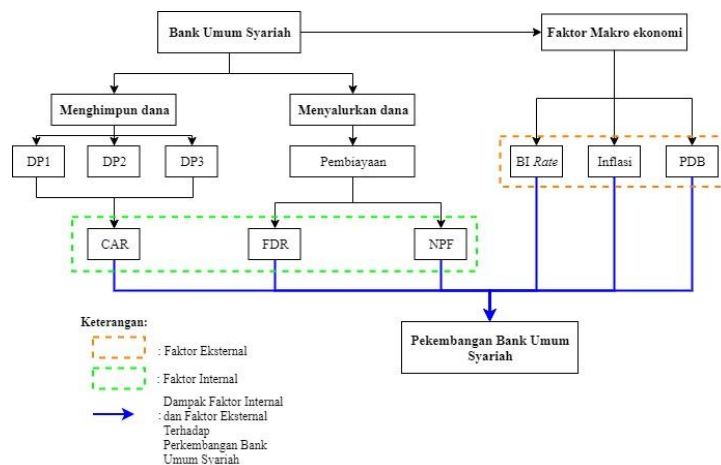 Bank Umum Syariah
Faktor Makro ekonomi
Menghimpun dana
Menyalurkan dana
DP1
DP2
DP3
Pembiayaan
BI Rate
Inflasi
PDB
CAR
FDR
NPF
Keterangan:
: Faktor Eksternal
: Faktor Internal
Dampak Faktor Internal
: dan Faktor Eksternal
Terhadap
Perkembangan Bank
Umum Syariah
Pekembangan Bank Umum
Syariah